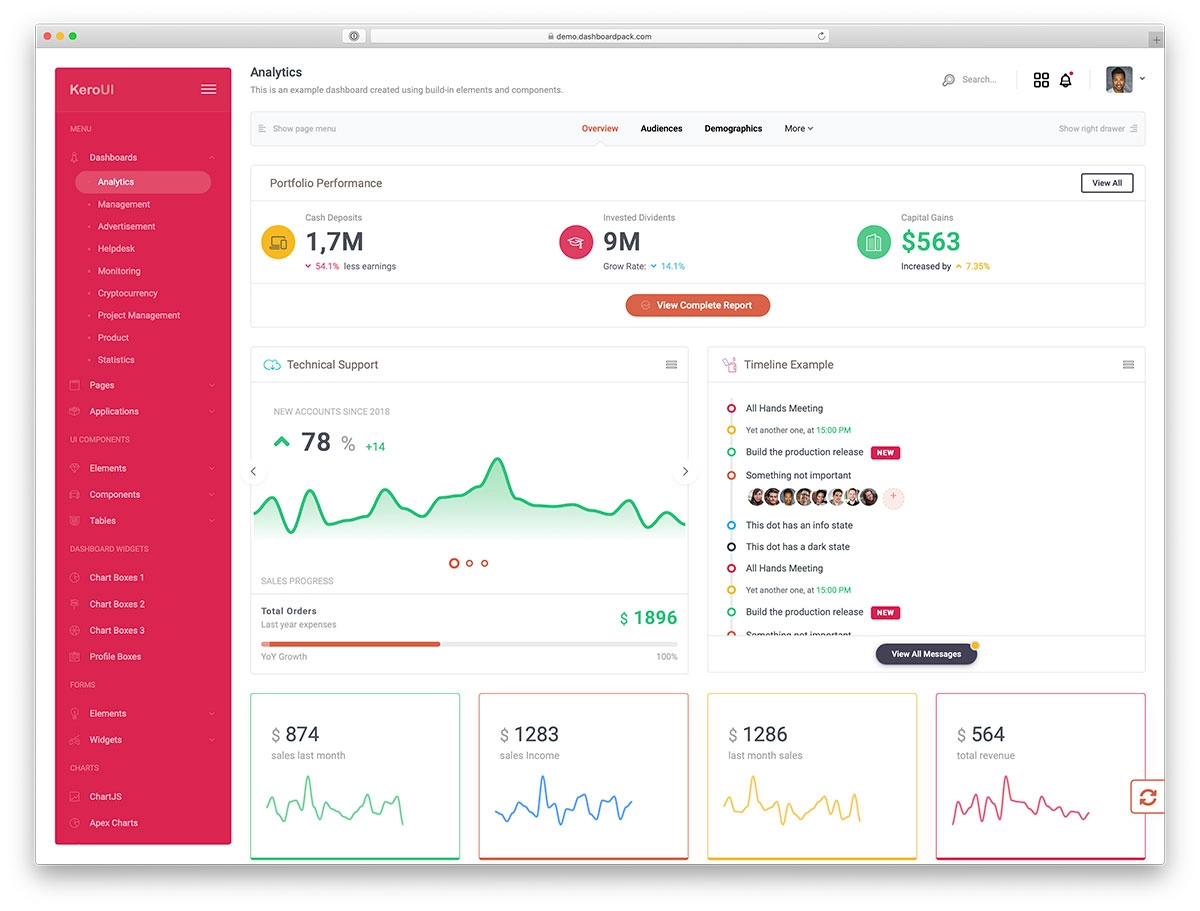 demo.dashboardpack.com
KeroUI
MENU
Dashboards
Analytics
Management
Advertisement
Helpdesk
Monitoring
Cryptocurrency
Project Management
Product
Statistics
Pages
Applications
UI COMPONENTS
Elements
Components
Tables
DASHBOARD WIDGETS
Chart Boxes 1
Chart Boxes 2
Chart Boxes 3
Profile Boxes
FORMS
Elements
Widgets
CHARTS
ChartJS
Apex Charts
Analytics
This is an example dashboard created using build-in elements and components.
Search...
Show page menu
Overview Audiences Demographics More
Show right drawer
Portfolio Performance
View All
Cash Deposits
1,7M
54.1% less earnings
Invested Dividents
9M
Grow Rate: 14.1%
Capital Gains
$563
Increased by 7.35%
View Complete Report
Technical Support
NEW ACCOUNTS SINCE 2018
78 % +14
SALES PROGRESS
Total Orders
Last year expenses
$ 1896
YoY Growth 100%
Timeline Example
All Hands Meeting
Yet another one, at 15:00 PM
Build the production release NEW
Something not important
+
This dot has an info state
This dot has a dark state
All Hands Meeting
Yet another one, at 15:00 PM
Build the production release NEW
Something not important
View All Messages
$ 874
sales last month
$ 1283
sales Income
$ 1286
last month sales
$ 564
total revenue